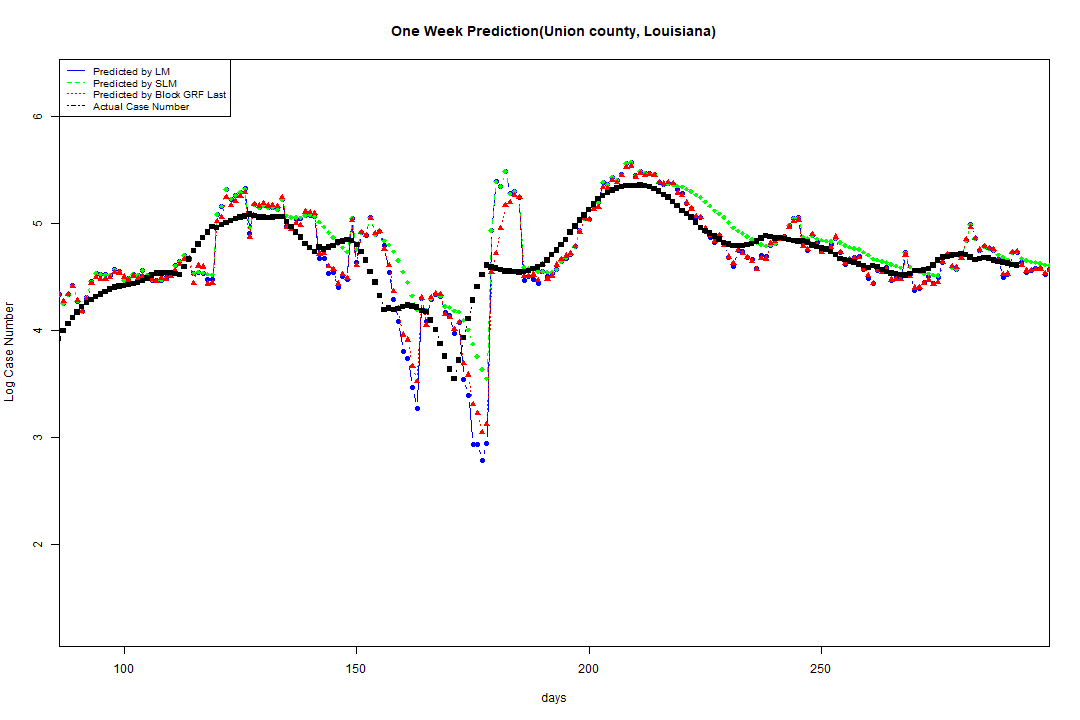 One Week Prediction(Union county, Louisiana)
Predicted by LM
Predicted by SLM
Predicted by Block GRF Last
Actual Case Number
6
5
4
3
2
Log Case Number
100 150 200 250
days